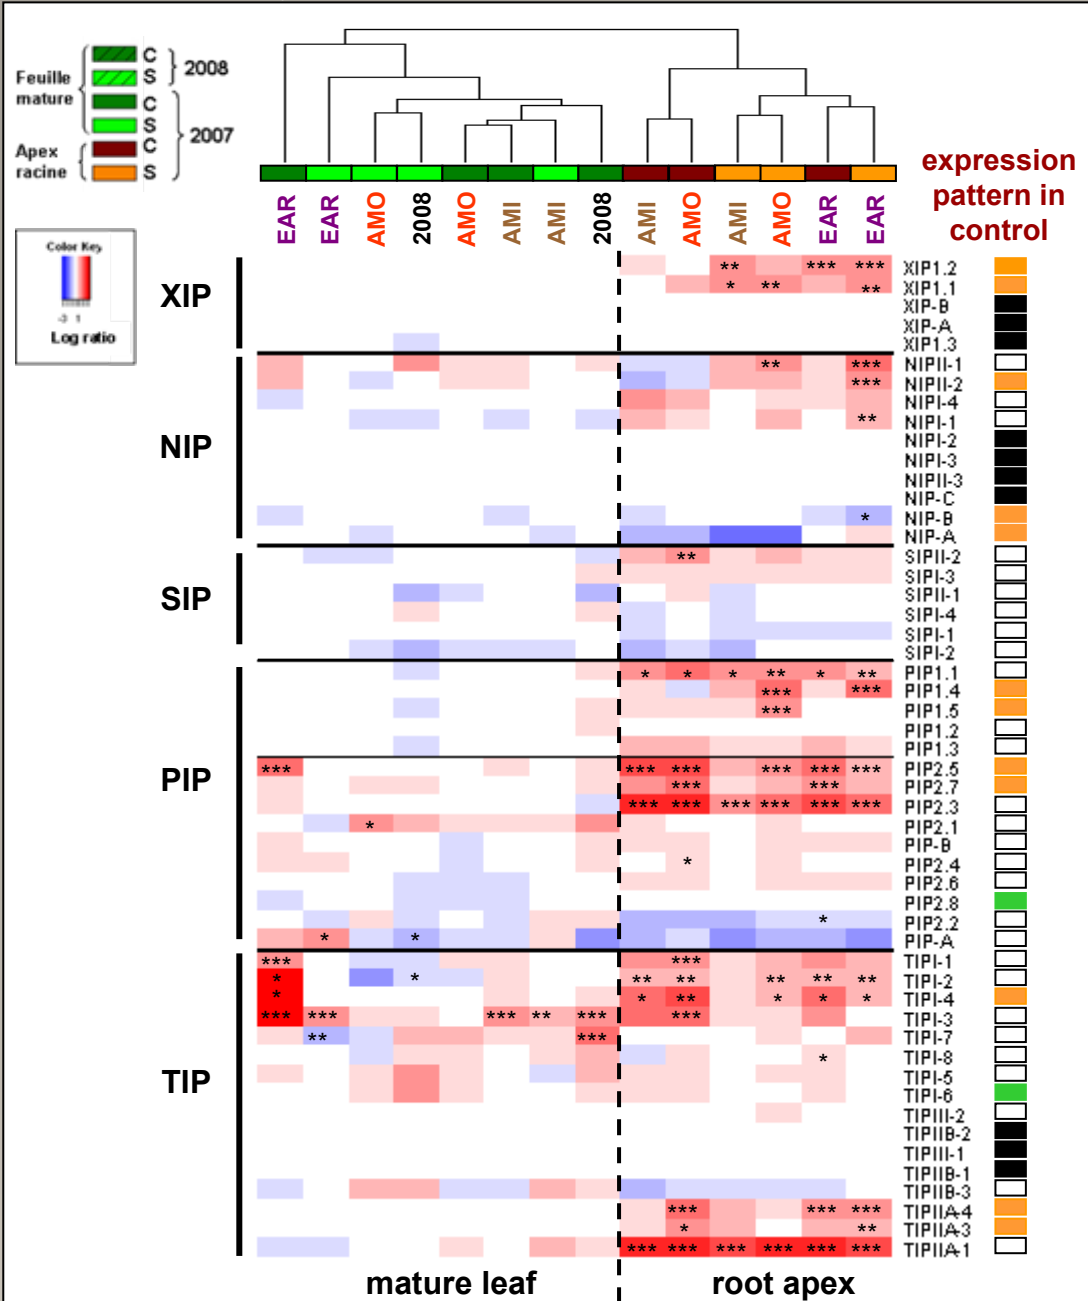 Feuille
mature
Apex
racine
C
S
C
S
C
S
2008
2007
Color Key
-3 1
Log ratio
expression
pattern in
control
EAR
EAR
AMO
2008
AMO
AMI
AMI
2008
AMI
AMO
AMI
AMO
EAR
EAR
XIP
** *** *** XIP1.2
* ** ** XIP1.1
XIP-B
XIP-A
XIP1.3
NIP
** *** NIPII-1
*** NIPII-2
NIPI-4
** NIPI-1
NIPI-2
NIPI-3
NIPII-3
NIP-C
* NIP-B
NIP-A
SIP
** SIPII-2
SIPI-3
SIPII-1
SIPI-4
SIPI-1
SIPI-2
PIP
* * * ** * ** PIP1.1
*** *** PIP1.4
*** PIP1.5
PIP1.2
PIP1.3
*** *** *** *** *** *** PIP2.5
*** *** PIP2.7
*** *** *** *** *** *** PIP2.3
* PIP2.1
PIP-B
* PIP2.4
PIP2.6
PIP2.8
* PIP2.2
* * PIP-A
TIP
*** *** TIPI-1
* * ** ** ** ** ** TIPI-2
* * ** * * * TIPI-4
*** *** *** ** *** *** TIPI-3
** *** TIPI-7
* TIPI-8
TIPI-5
TIPI-6
TIPIII-2
TIPIIB-2
TIPIII-1
TIPIIB-1
TIPIIB-3
*** *** *** TIPIIA-4
* ** TIPIIA-3
*** *** *** *** *** *** TIPIIA-1
mature leaf
root apex